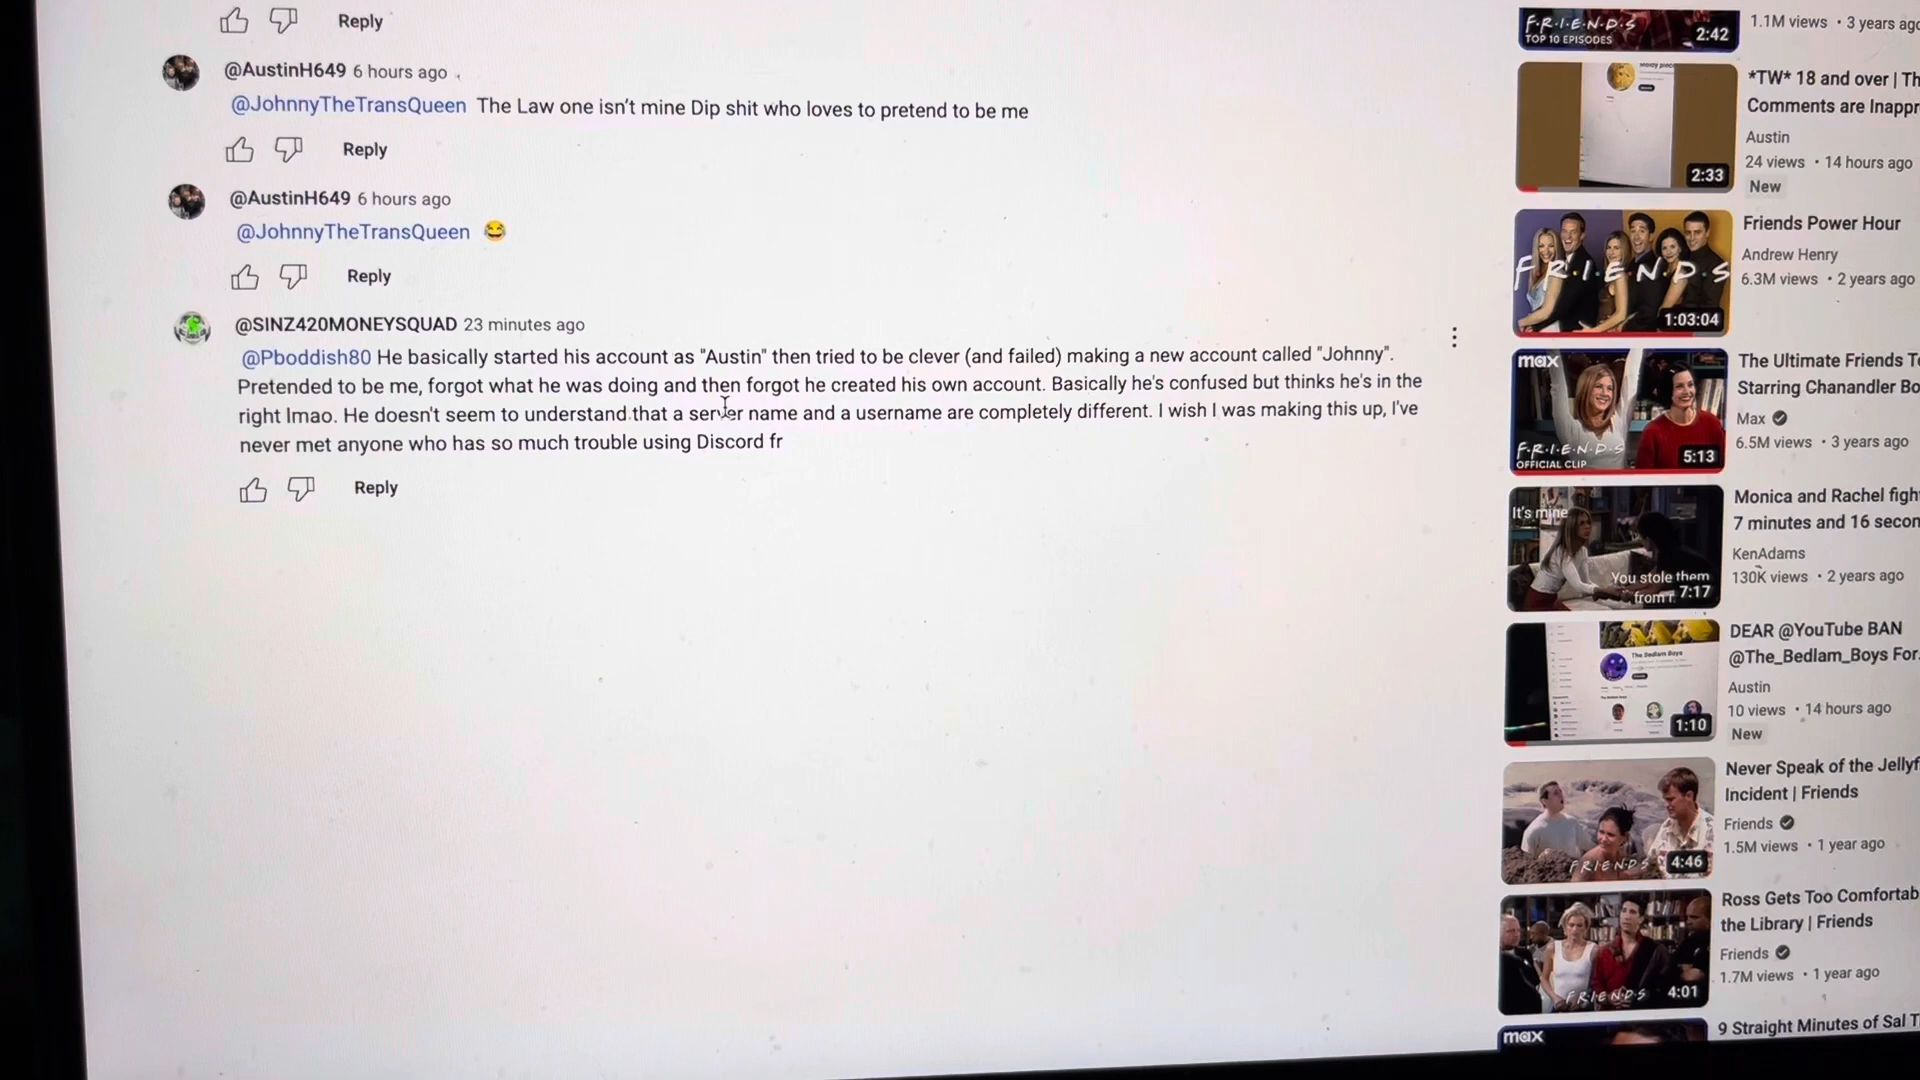 Reply
@AustinH649 6 hours ago
@JohnnyTheTransQueen The Law one isn't mine Dip shit who loves to pretend to be me
Reply
@AustinH649 6 hours ago
@JohnnyTheTransQueen 😂
Reply
@SINZ420MONEYSQUAD 23 minutes ago
@Pboddish80 He basically started his account as "Austin" then tried to be clever (and failed) making a new account called "Johnny".
Pretended to be me, forgot what he was doing and then forgot he created his own account. Basically he's confused but thinks he's in the
right lmao. He doesn't seem to understand that a server name and a username are completely different. I wish I was making this up, I've
never met anyone who has so much trouble using Discord fr
Reply
F·R·I·E·N·D·S
TOP 10 EPISODES
2:42
1.1M views • 3 years ago
2:33
*TW* 18 and over | Th
Comments are Inappr
Austin
24 views • 14 hours ago
New
F·R·I·E·N·D·S
1:03:04
Friends Power Hour
Andrew Henry
6.3M views • 2 years ago
max
F·R·I·E·N·D·S
OFFICIAL CLIP
5:13
The Ultimate Friends T
Starring Chanandler Bo
Max
6.5M views • 3 years ago
It's mine
You stole them
from
7:17
Monica and Rachel figh
7 minutes and 16 secon
KenAdams
130K views • 2 years ago
The Bedlam Boys
1:10
DEAR @YouTube BAN
@The_Bedlam_Boys For
Austin
10 views • 14 hours ago
New
F·R·I·E·N·D·S
4:46
Never Speak of the Jellyf
Incident | Friends
Friends
1.5M views • 1 year ago
F·R·I·E·N·D·S
4:01
Ross Gets Too Comfortab
the Library | Friends
Friends
1.7M views • 1 year ago
max
9 Straight Minutes of Sal T